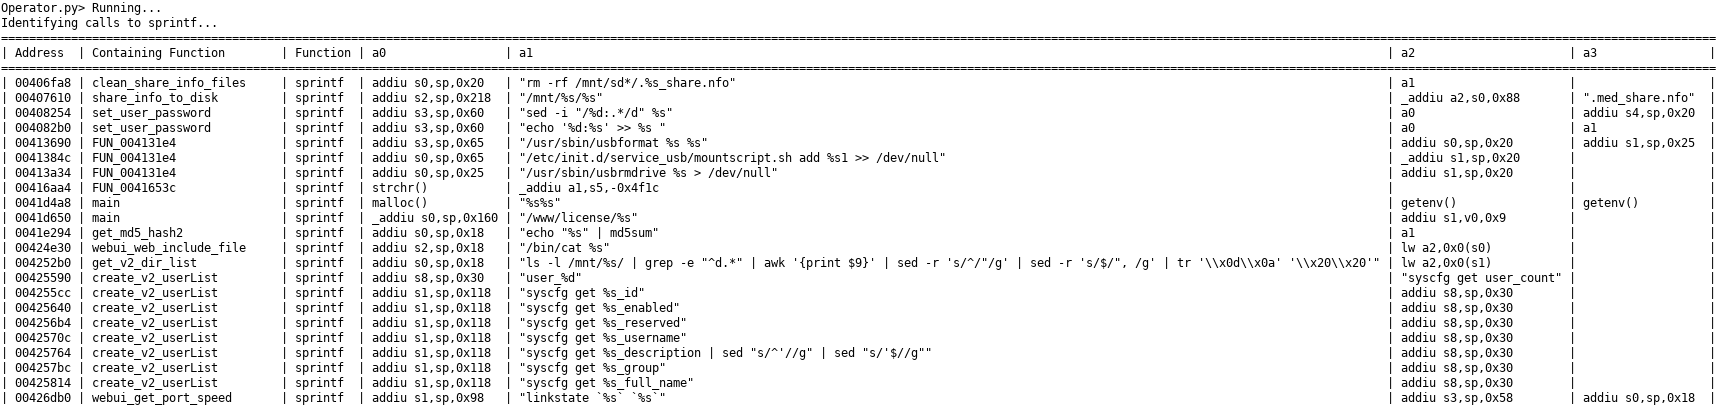 Operator.py> Running...
Identifying calls to sprintf...
| Address | Containing Function | Function | a0 | a1 | a2 | a3 |
| 00406fa8 | clean_share_info_files | sprintf | addiu s0,sp,0x20 | "rm -rf /mnt/sd*/.%s_share.nfo" | a1 | |
| 00407610 | share_info_to_disk | sprintf | addiu s2,sp,0x218 | "/mnt/%s/%s" | _addiu a2,s0,0x88 | ".med_share.nfo" |
| 00408254 | set_user_password | sprintf | addiu s3,sp,0x60 | "sed -i "/%d:.*/d" %s" | a0 | addiu s4,sp,0x20 |
| 004082b0 | set_user_password | sprintf | addiu s3,sp,0x60 | "echo '%d:%s' >> %s " | a0 | a1 |
| 00413690 | FUN_004131e4 | sprintf | addiu s3,sp,0x65 | "/usr/sbin/usbformat %s %s" | addiu s0,sp,0x20 | addiu s1,sp,0x25 |
| 0041384c | FUN_004131e4 | sprintf | addiu s0,sp,0x65 | "/etc/init.d/service_usb/mountscript.sh add %s1 >> /dev/null" | _addiu s1,sp,0x20 | |
| 00413a34 | FUN_004131e4 | sprintf | addiu s0,sp,0x25 | "/usr/sbin/usbrmdrive %s > /dev/null" | addiu s1,sp,0x20 | |
| 00416aa4 | FUN_0041653c | sprintf | strchr() | _addiu a1,s5,-0x4f1c | | |
| 0041d4a8 | main | sprintf | malloc() | "%s%s" | getenv() | getenv() |
| 0041d650 | main | sprintf | _addiu s0,sp,0x160 | "/www/license/%s" | addiu s1,v0,0x9 | |
| 0041e294 | get_md5_hash2 | sprintf | addiu s0,sp,0x18 | "echo "%s" | md5sum" | a1 | |
| 00424e30 | webui_web_include_file | sprintf | addiu s2,sp,0x18 | "/bin/cat %s" | lw a2,0x0(s0) | |
| 004252b0 | get_v2_dir_list | sprintf | addiu s0,sp,0x18 | "ls -l /mnt/%s/ | grep -e "^d.*" | awk '{print $9}' | sed -r 's/^/"/g' | sed -r 's/$/", /g' | tr '\\x0d\\x0a' '\\x20\\x20'" | lw a2,0x0(s1) | |
| 00425590 | create_v2_userList | sprintf | addiu s8,sp,0x30 | "user_%d" | "syscfg get user_count" | |
| 004255cc | create_v2_userList | sprintf | addiu s1,sp,0x118 | "syscfg get %s_id" | addiu s8,sp,0x30 | |
| 00425640 | create_v2_userList | sprintf | addiu s1,sp,0x118 | "syscfg get %s_enabled" | addiu s8,sp,0x30 | |
| 004256b4 | create_v2_userList | sprintf | addiu s1,sp,0x118 | "syscfg get %s_reserved" | addiu s8,sp,0x30 | |
| 0042570c | create_v2_userList | sprintf | addiu s1,sp,0x118 | "syscfg get %s_username" | addiu s8,sp,0x30 | |
| 00425764 | create_v2_userList | sprintf | addiu s1,sp,0x118 | "syscfg get %s_description | sed "s/^'//g" | sed "s/'$//g"" | addiu s8,sp,0x30 | |
| 004257bc | create_v2_userList | sprintf | addiu s1,sp,0x118 | "syscfg get %s_group" | addiu s8,sp,0x30 | |
| 00425814 | create_v2_userList | sprintf | addiu s1,sp,0x118 | "syscfg get %s_full_name" | addiu s8,sp,0x30 | |
| 00426db0 | webui_get_port_speed | sprintf | addiu s1,sp,0x98 | "linkstate `%s` `%s`" | addiu s3,sp,0x58 | addiu s0,sp,0x18 |